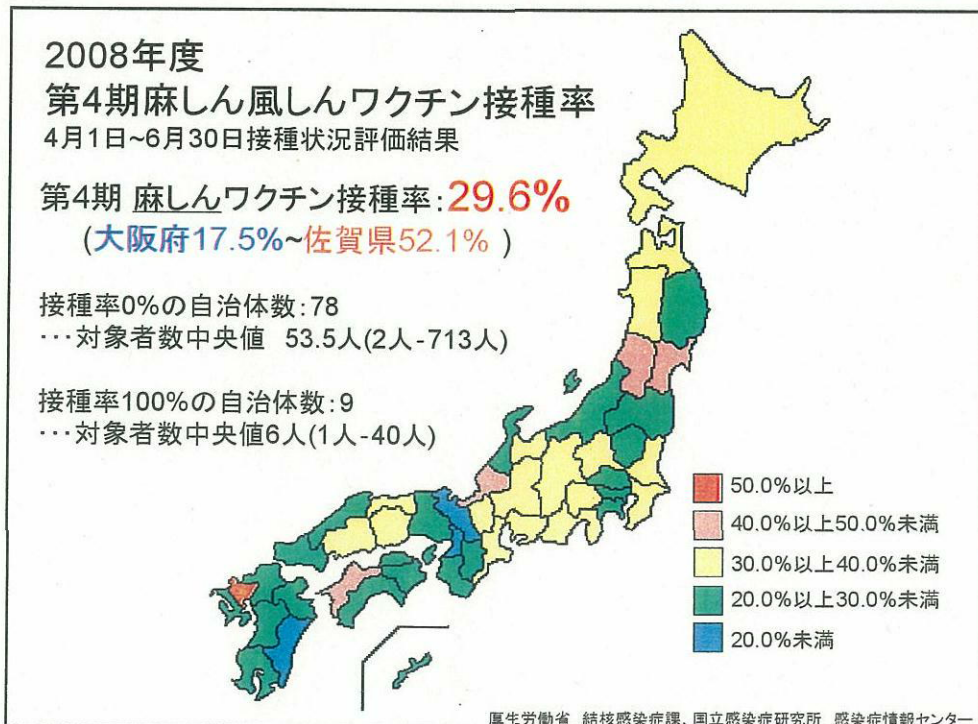 2008年度
第4期麻しん風しんワクチン接種率
4月1日~6月30日接種状況評価結果
第4期 麻しんワクチン接種率:29.6%
(大阪府17.5%~佐賀県52.1% )
接種率0%の自治体数:78
･･･対象者数中央値 53.5人(2人-713人)
接種率100%の自治体数:9
･･･対象者数中央値6人(1人-40人)
50.0%以上
40.0%以上50.0%未満
30.0%以上40.0%未満
20.0%以上30.0%未満
20.0%未満
厚生労働省 結核感染症課、国立感染症研究所 感染症情報センター